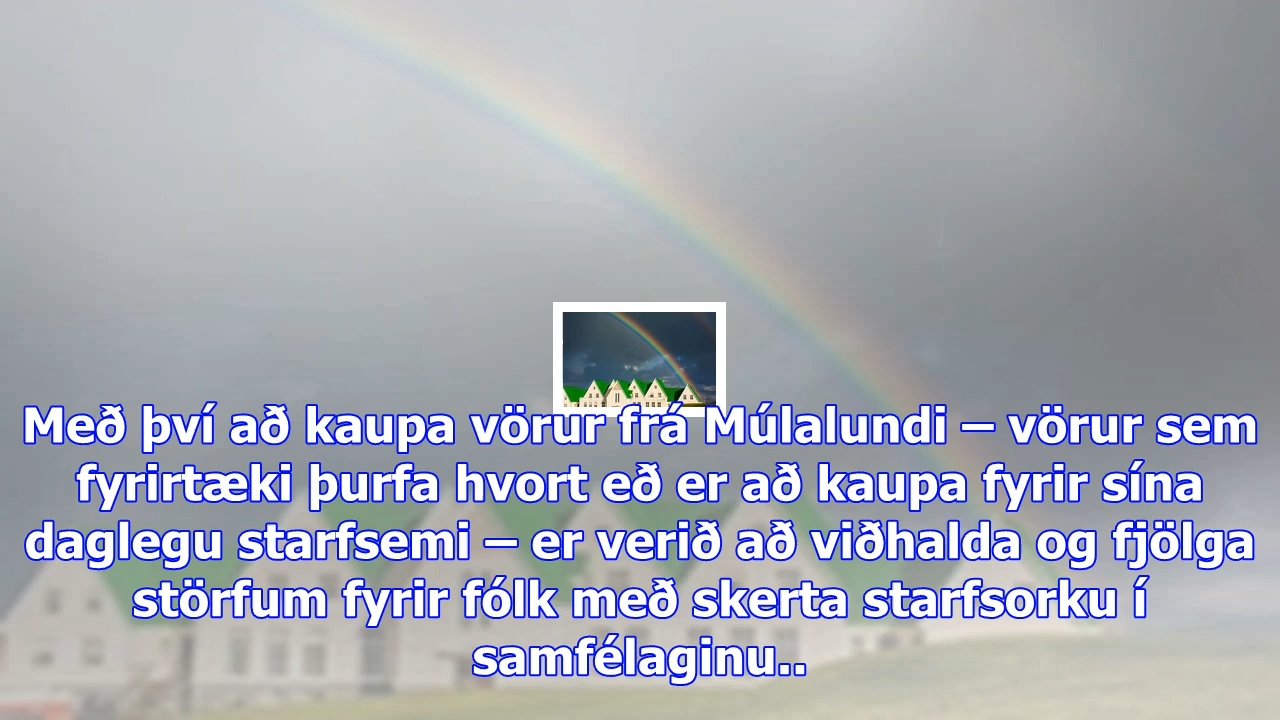 Með því að kaupa vörur frá Múlalundi – vörur sem
fyrirtæki þurfa hvort eð er að kaupa fyrir sína
daglegu starfsemi – er verið að viðhalda og fjölga
störfum fyrir fólk með skerta starfsorku í
samfélaginu..